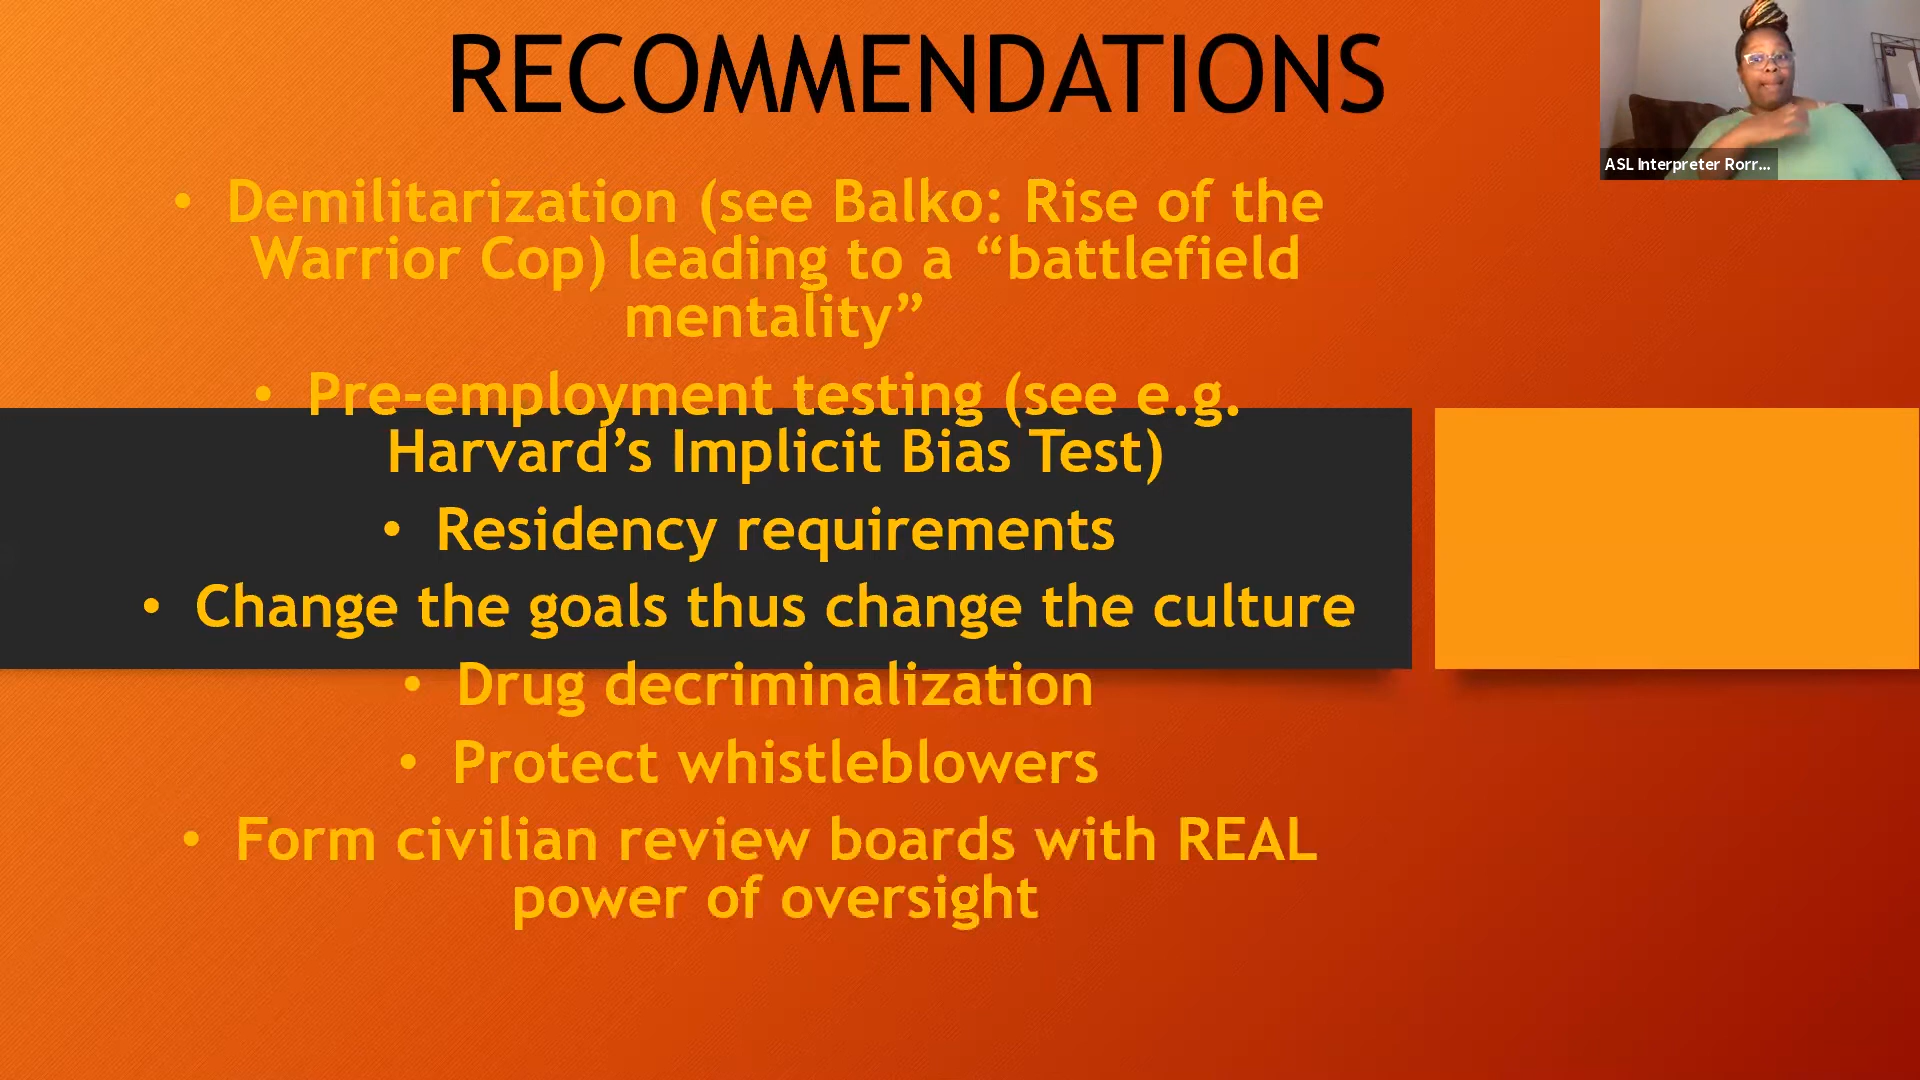 RECOMMENDATIONS
ASL Interpreter Rorr...
• Demilitarization (see Balko: Rise of the
Warrior Cop) leading to a “battlefield
mentality”
• Pre-employment testing (see e.g.
Harvard’s Implicit Bias Test)
• Residency requirements
• Change the goals thus change the culture
• Drug decriminalization
• Protect whistleblowers
• Form civilian review boards with REAL
power of oversight